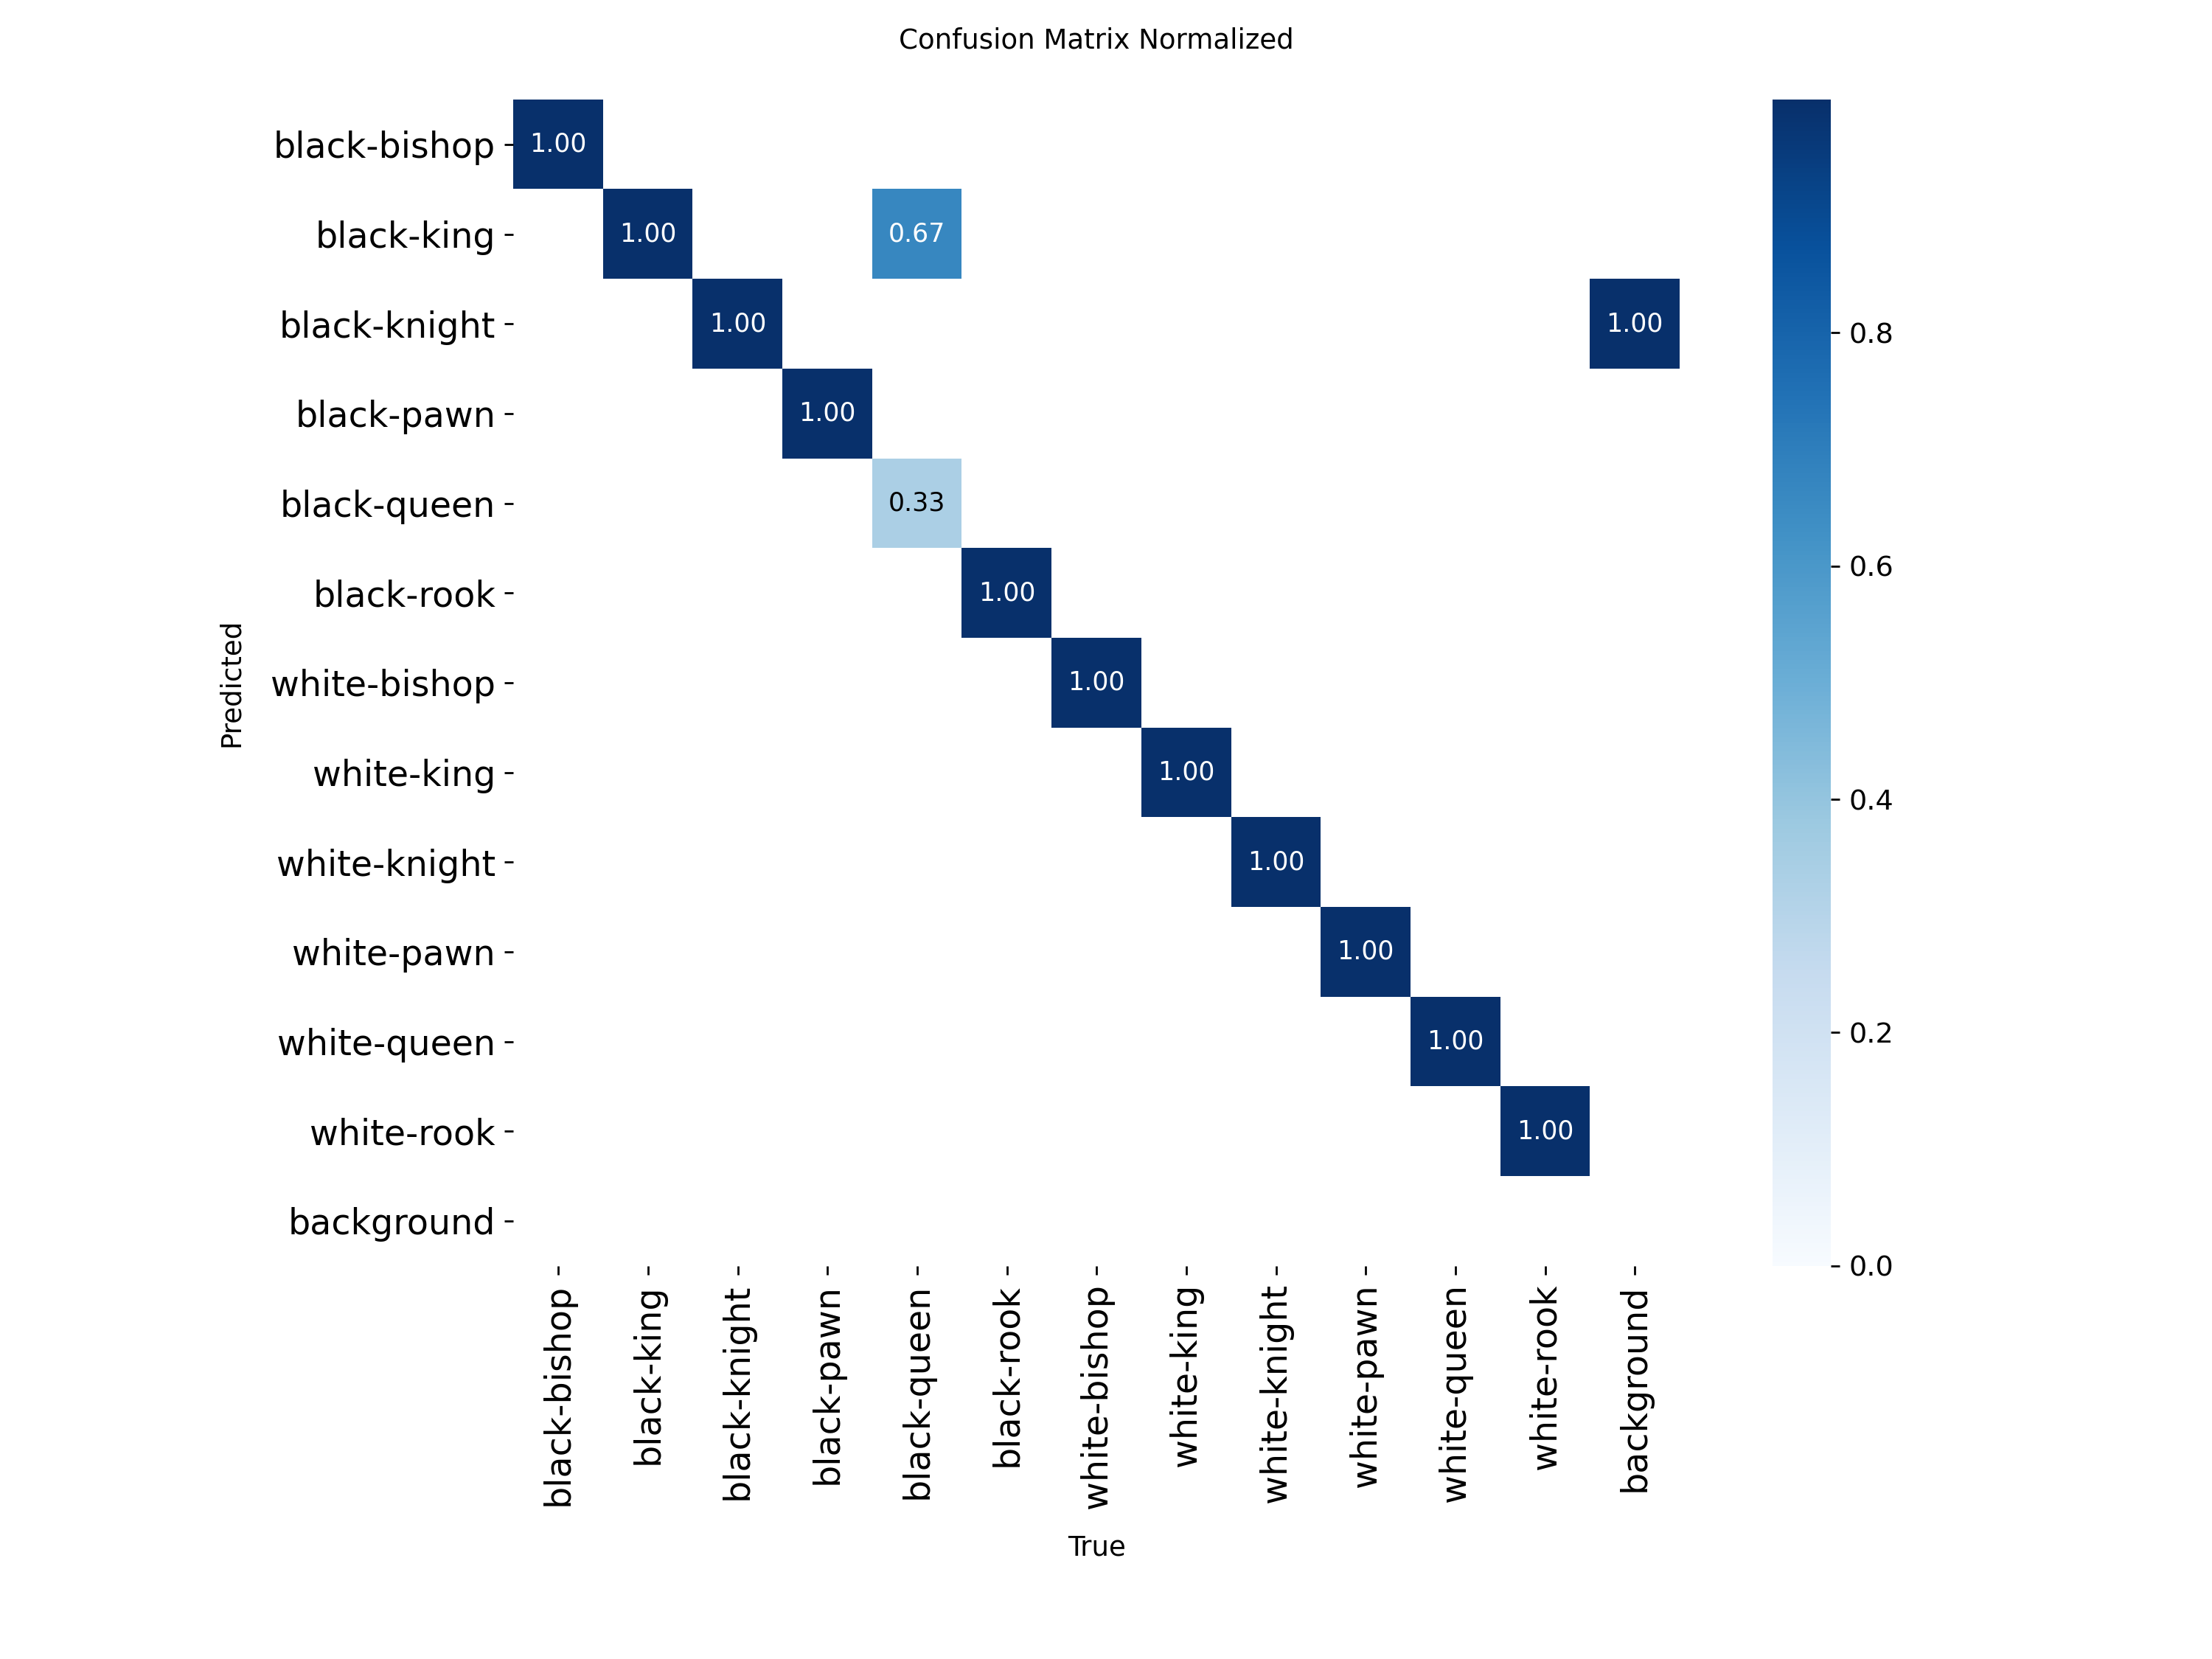 Confusion Matrix Normalized
black-bishop 1.00
black-king 1.00 0.67
black-knight 1.00 1.00 0.8
black-pawn 1.00
black-queen 0.33
0.6
black-rook 1.00
white-bishop 1.00
Predicted
white-king 1.00
0.4
white-knight 1.00
white-pawn 1.00
white-queen 1.00 0.2
white-rook 1.00
background
0.0
black-bishop
black-king
black-knight
black-pawn
black-queen
black-rook
white-bishop
white-king
white-knight
white-pawn
white-queen
white-rook
background
True